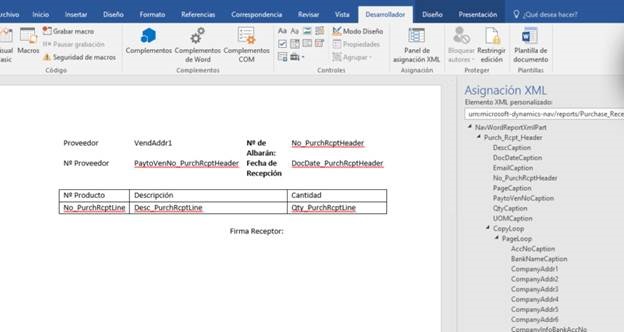 Archivo Inicio Insertar Diseño Formato Referencias Correspondencia Revisar Vista Desarrollador Diseño Presentación ¿Qué desea hacer?
Visual Basic
Macros
Grabar macro
Pausar grabación
Seguridad de macros
Código
Complementos
Complementos de Word
Complementos COM
Complementos
Aa Aa
Modo Diseño
Propiedades
Agrupar
Controles
Panel de asignación XML
Asignación
Bloquear autores
Restringir edición
Proteger
Plantilla de documento
Plantillas
Proveedor VendAddr1 Nº de Albarán: No_PurchRcptHeader
Nº Proveedor PaytoVenNo_PurchRcptHeader Fecha de Recepción DocDate_PurchRcptHeader
Nº Producto Descripción Cantidad
No_PurchRcptLine Desc_PurchRcptLine Qty_PurchRcptLine
Firma Receptor:
Asignación XML
Elemento XML personalizado:
urn:microsoft-dynamics-nav/reports/Purchase_Rece
NavWordReportXmlPart
Purch_Rcpt_Header
DescCaption
DocDateCaption
EmailCaption
No_PurchRcptHeader
PageCaption
PaytoVenNoCaption
QtyCaption
UOMCaption
CopyLoop
PageLoop
AccNoCaption
BankNameCaption
CompanyAddr1
CompanyAddr2
CompanyAddr3
CompanyAddr4
CompanyAddr5
CompanyAddr6
CompanyInfoBankAccNo